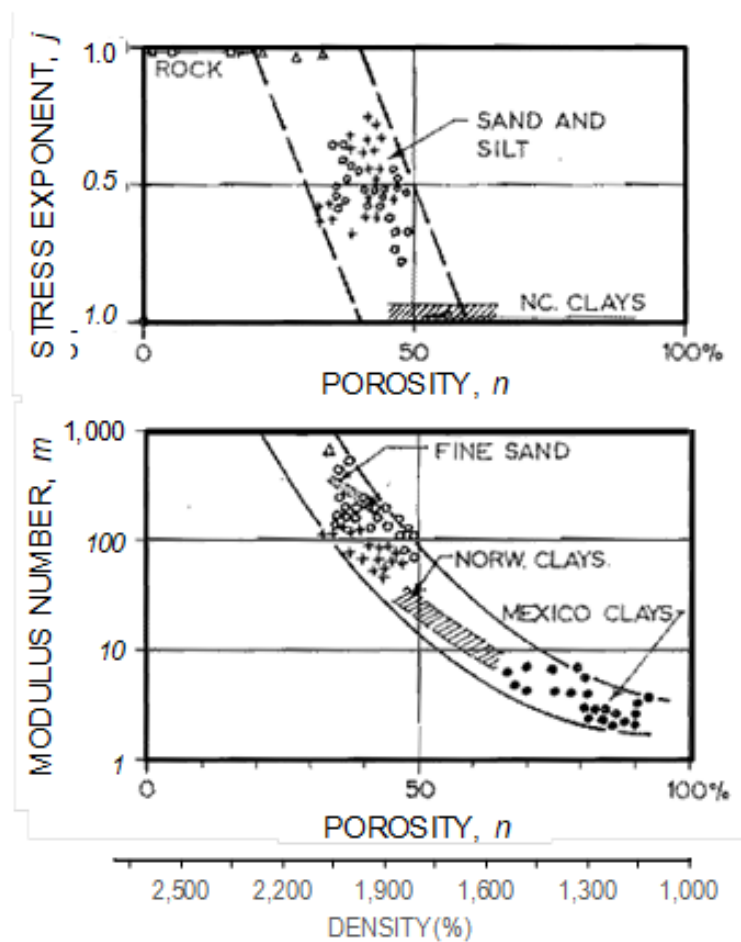 STRESS EXPONENT, j
1.0
ROCK
SAND AND
SILT
0.5
NC. CLAYS
1.0
0
50
100%
POROSITY, n
MODULUS NUMBER, m
1,000
FINE SAND
100
NORW. CLAYS.
MEXICO CLAYS
10
1
0
50
100%
POROSITY, n
2,500 2,200 1,900 1,600 1,300 1,000
DENSITY(%)